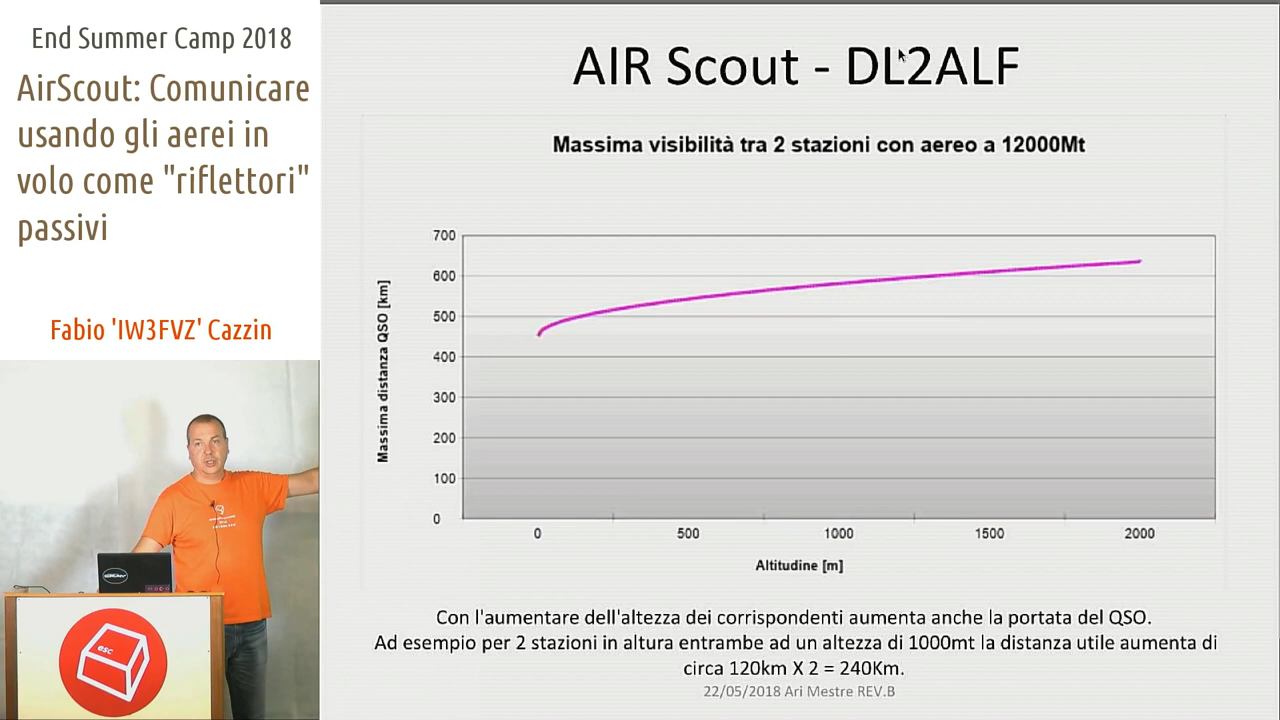 End Summer Camp 2018
AirScout: Comunicare
usando gli aerei in
volo come "riflettori"
passivi
Fabio 'IW3FVZ' Cazzin
esc
AIR Scout - DL2ALF
Massima visibilità tra 2 stazioni con aereo a 12000Mt
Massima distanza QSO [km]
700
600
500
400
300
200
100
0
0 500 1000 1500 2000
Altitudine [m]
Con l'aumentare dell'altezza dei corrispondenti aumenta anche la portata del QSO.
Ad esempio per 2 stazioni in altura entrambe ad un altezza di 1000mt la distanza utile aumenta di
circa 120km X 2 = 240Km.
22/05/2018 Ari Mestre REV.B